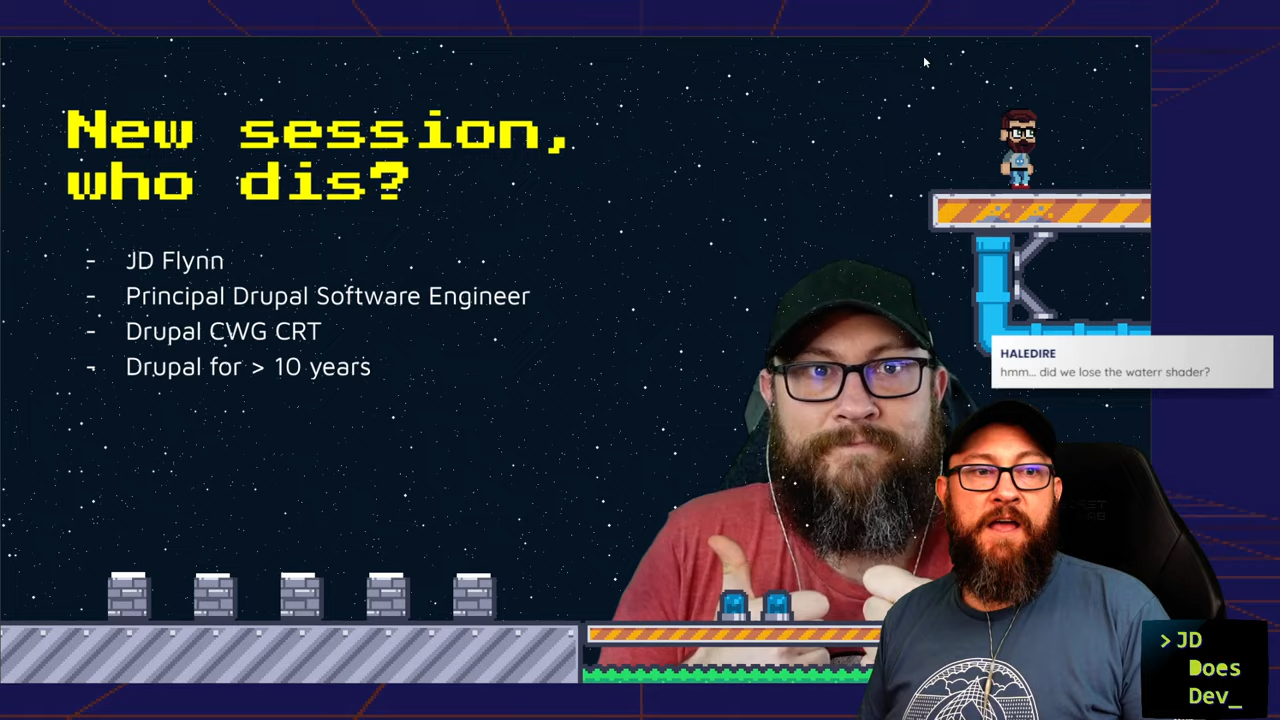 New session,
who dis?
- JD Flynn
- Principal Drupal Software Engineer
- Drupal CWG CRT
- Drupal for > 10 years
HALEDIRE
hmm... did we lose the waterr shader?
>JD
Does
Dev_